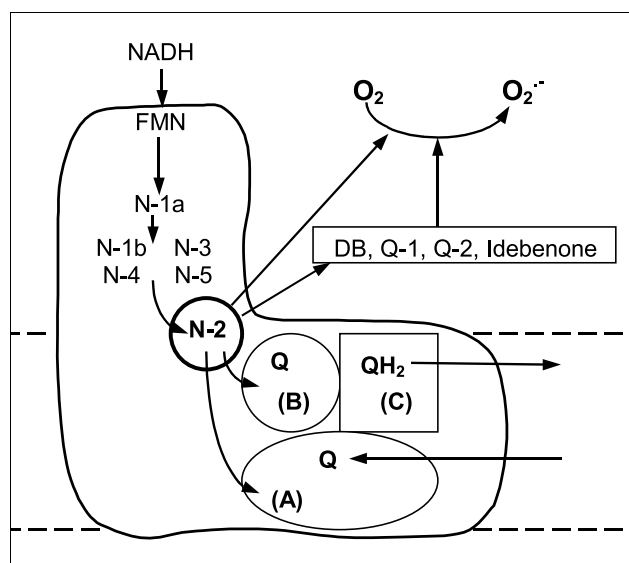 NADH
O₂ O₂·-
FMN
N-1a
N-1b N-3
N-4 N-5
DB, Q-1, Q-2, Idebenone
N-2
Q QH₂
(B) (C)
Q
(A)